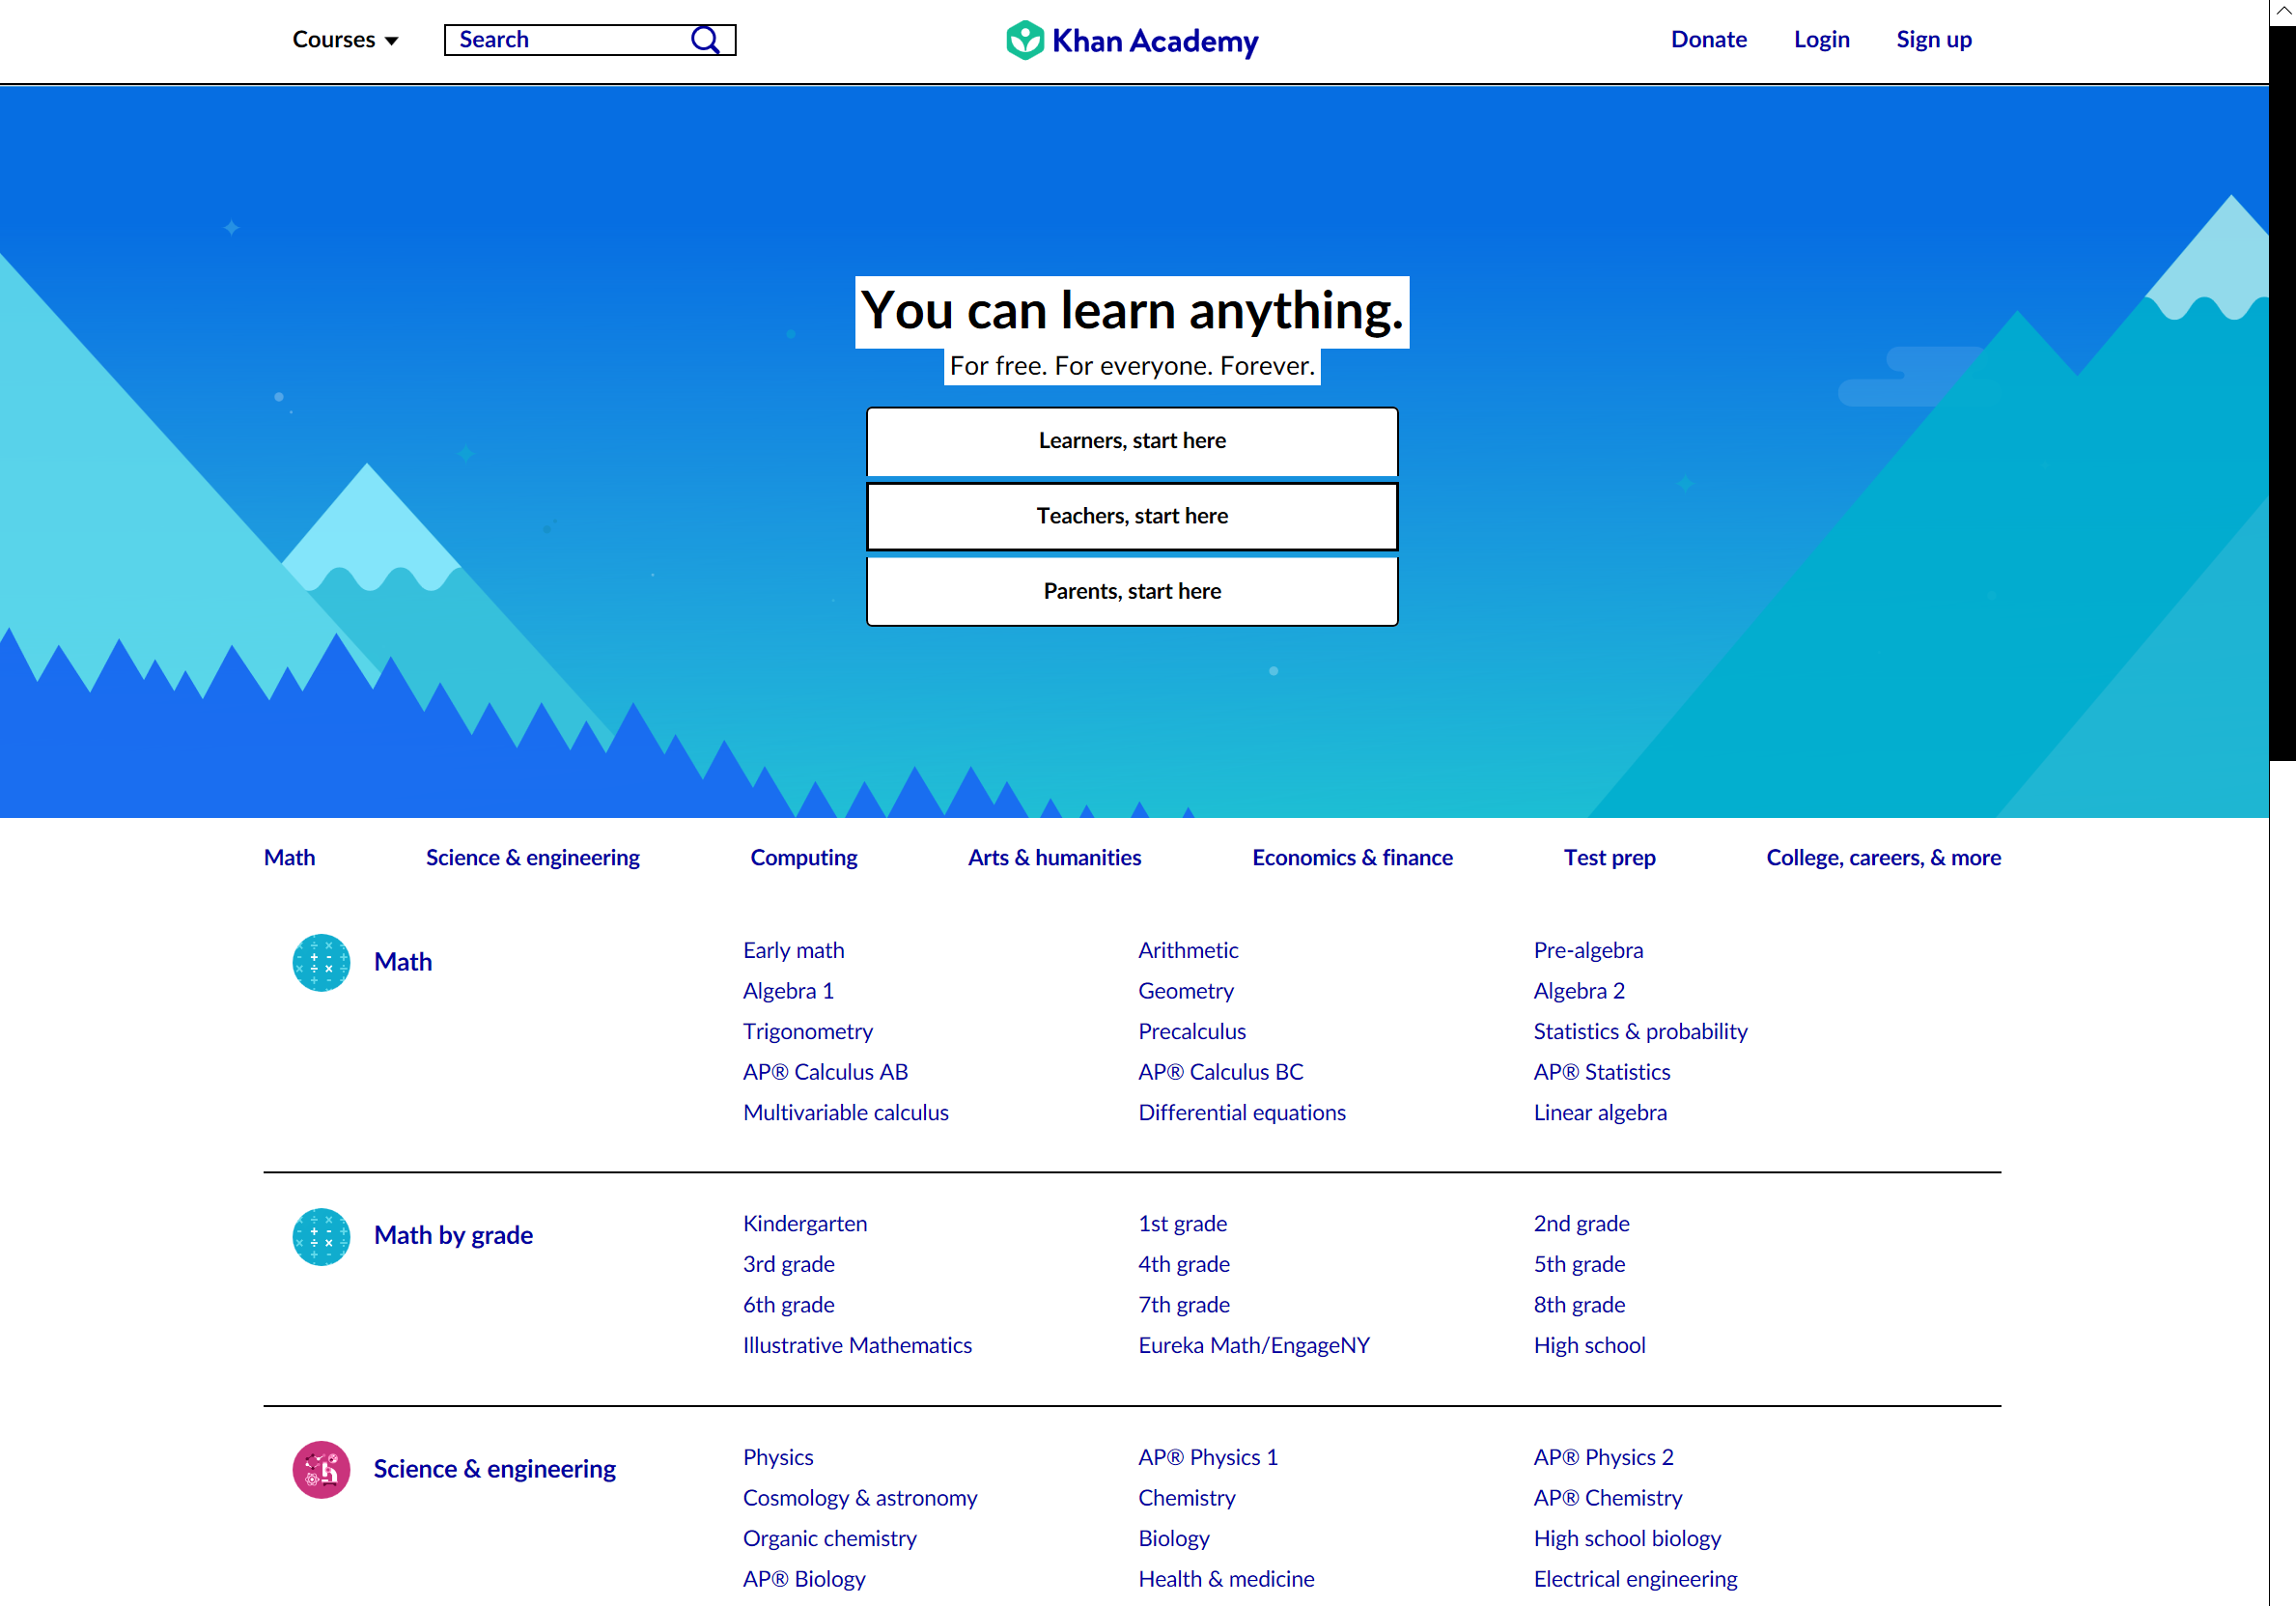 Courses
Search
Khan Academy
Donate
Login
Sign up
You can learn anything.
For free. For everyone. Forever.
Learners, start here
Teachers, start here
Parents, start here
Math Science & engineering Computing Arts & humanities Economics & finance Test prep College, careers, & more
Math
Early math Arithmetic Pre-algebra
Algebra 1 Geometry Algebra 2
Trigonometry Precalculus Statistics & probability
AP® Calculus AB AP® Calculus BC AP® Statistics
Multivariable calculus Differential equations Linear algebra
Math by grade
Kindergarten 1st grade 2nd grade
3rd grade 4th grade 5th grade
6th grade 7th grade 8th grade
Illustrative Mathematics Eureka Math/EngageNY High school
Science & engineering
Physics AP® Physics 1 AP® Physics 2
Cosmology & astronomy Chemistry AP® Chemistry
Organic chemistry Biology High school biology
AP® Biology Health & medicine Electrical engineering